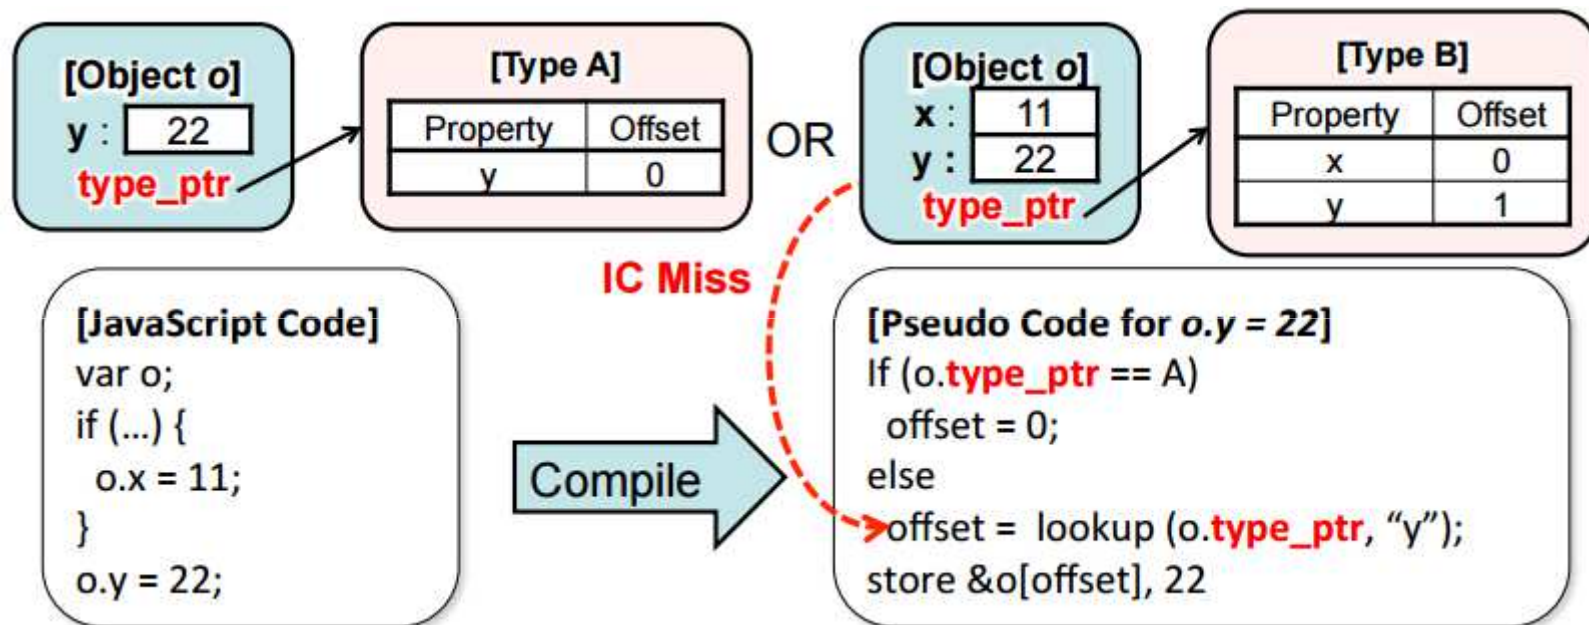 [Object o]
y : 22
type_ptr
[Type A]
Property Offset
y 0
OR
[Object o]
x : 11
y : 22
type_ptr
[Type B]
Property Offset
x 0
y 1
IC Miss
[JavaScript Code]
var o;
if (...) {
o.x = 11;
}
o.y = 22;
Compile
[Pseudo Code for o.y = 22]
If (o.type_ptr == A)
offset = 0;
else
offset = lookup (o.type_ptr, “y”);
store &o[offset], 22